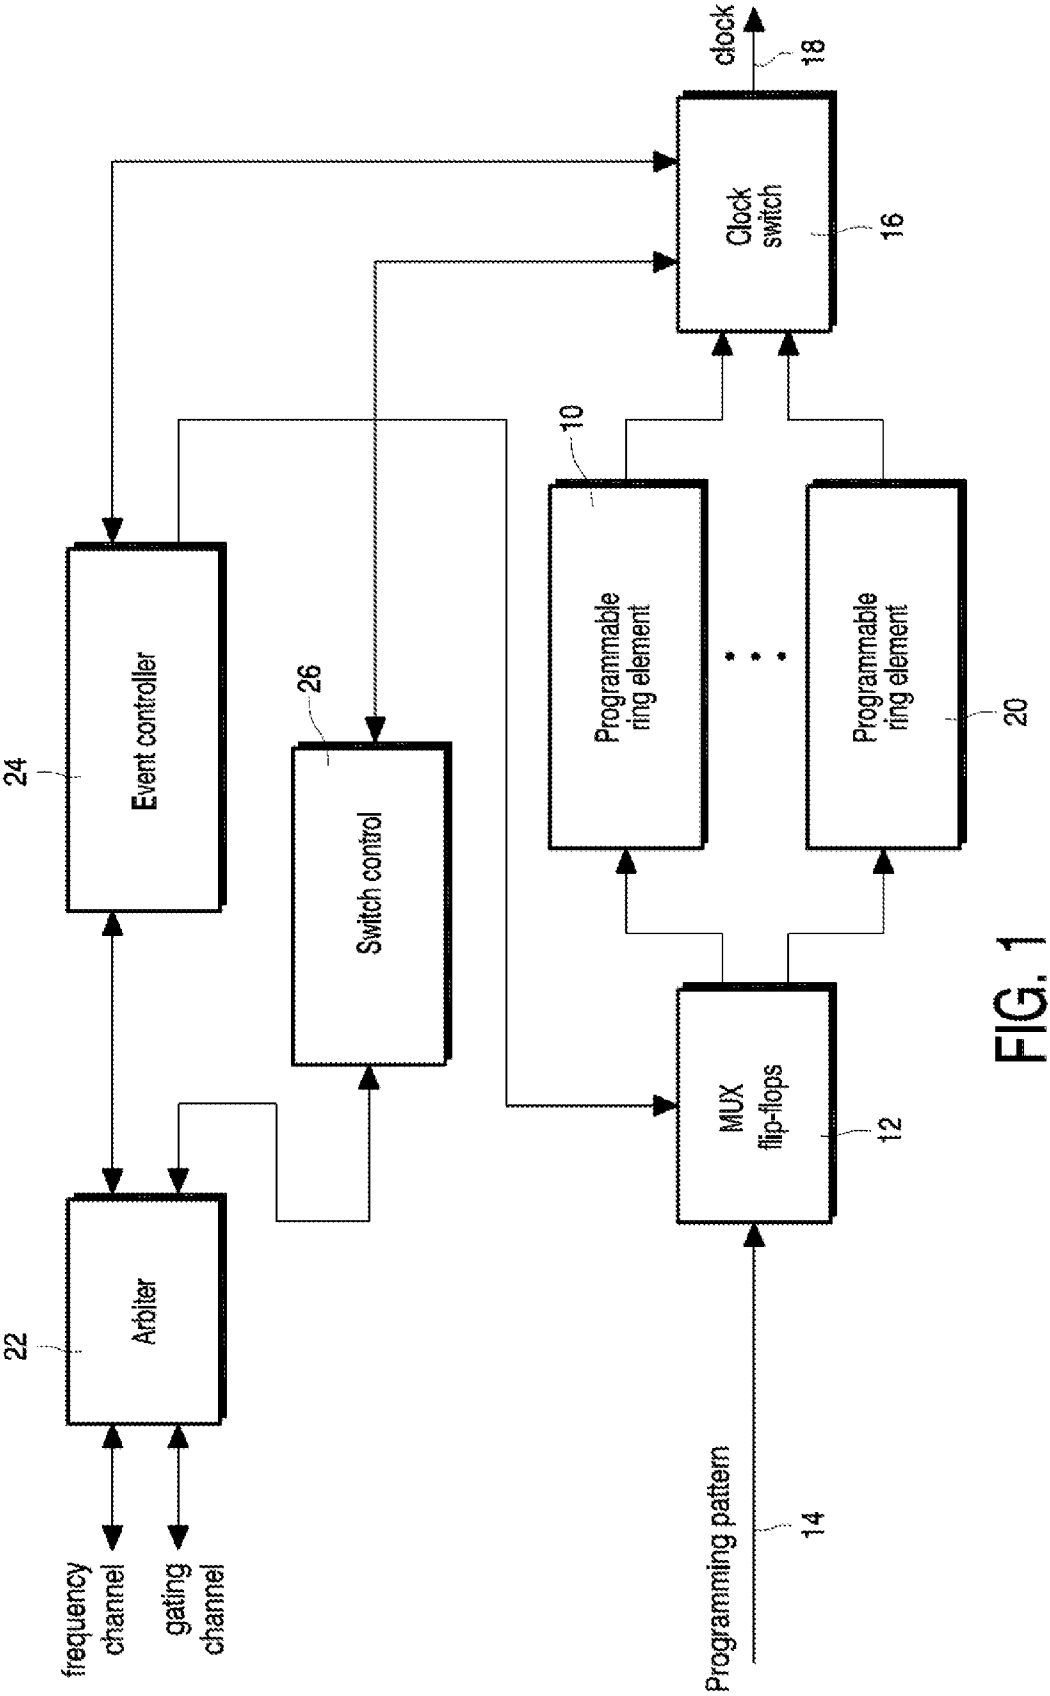 24
22
Event controller
Arbiter
26
Switch control
frequency
channel
gating
channel
clock
18
Clock
switch
16
10
Programmable
ring element
Programmable
ring element
20
MUX
flip-flops
12
Programming pattern
14
FIG. 1